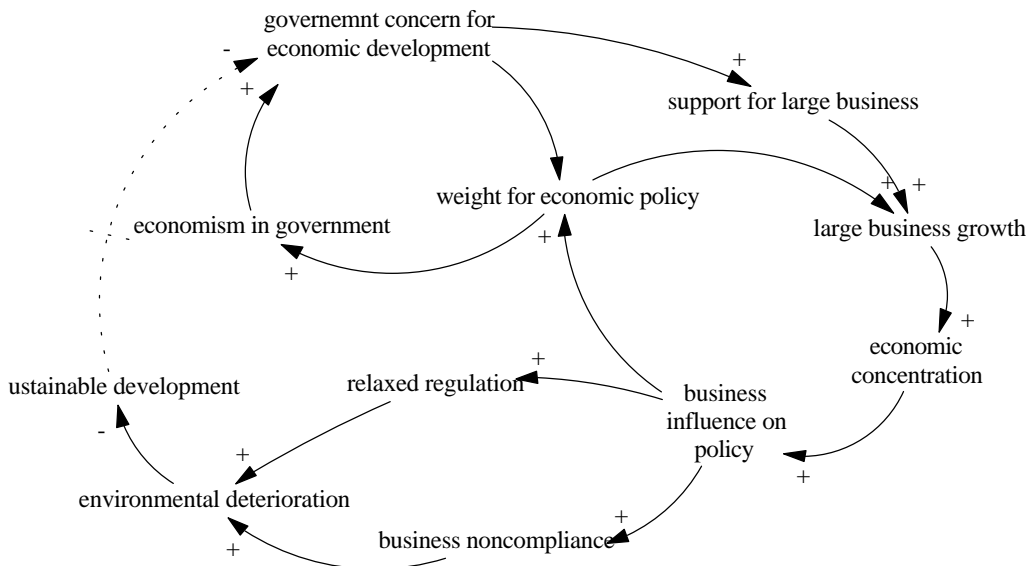 governemnt concern for
economic development
-
+
+
support for large business
weight for economic policy
+
+
+
economism in government
+
large business growth
+
economic
concentration
ustainable development
-
relaxed regulation
+
business
influence on
policy
+
+
environmental deterioration
+
business noncompliance
+